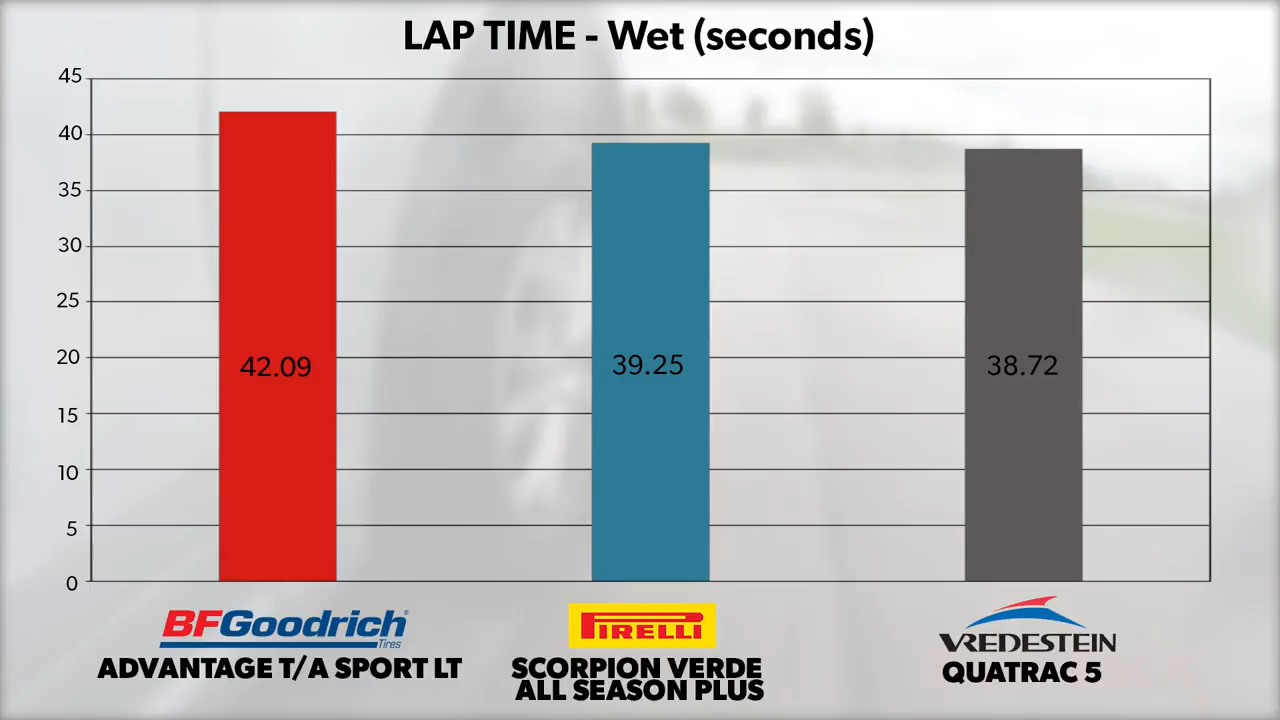 LAP TIME - Wet (seconds)
45
40
35
30
25
20
15
10
5
0
42.09
39.25
38.72
BFGoodrich®
Tires
ADVANTAGE T/A SPORT LT
PIRELLI
SCORPION VERDE
ALL SEASON PLUS
VREDESTEIN
QUATRAC 5